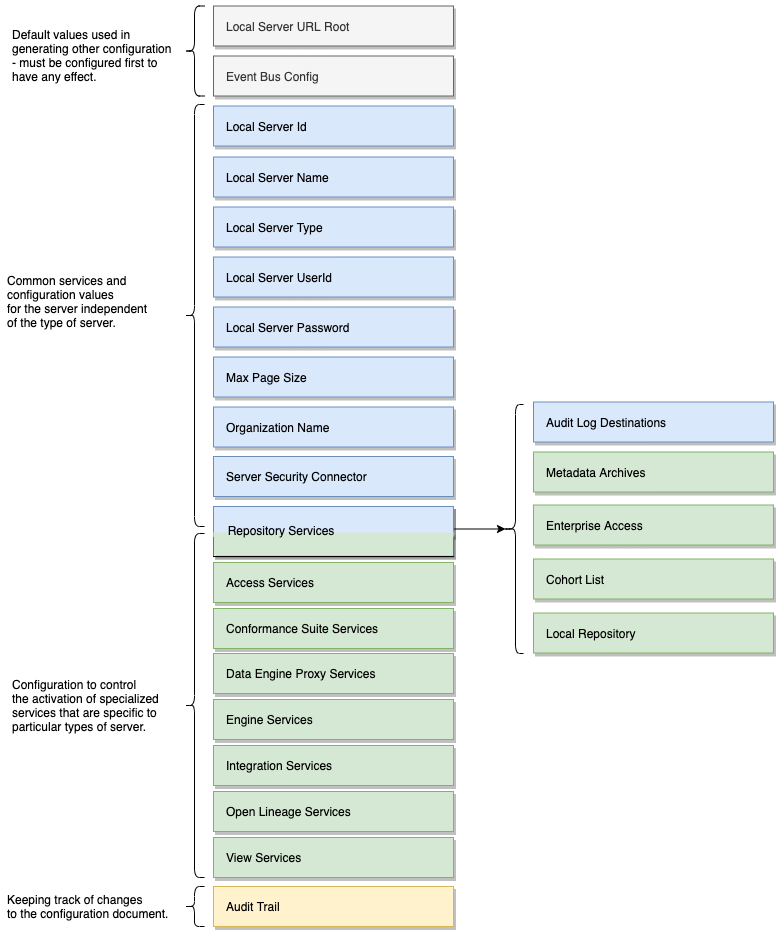 Default values used in
generating other configuration
- must be configured first to
have any effect.
Local Server URL Root
Event Bus Config
Common services and
configuration values
for the server independent
of the type of server.
Local Server Id
Local Server Name
Local Server Type
Local Server UserId
Local Server Password
Max Page Size
Organization Name
Server Security Connector
Repository Services
Audit Log Destinations
Metadata Archives
Enterprise Access
Cohort List
Local Repository
Configuration to control
the activation of specialized
services that are specific to
particular types of server.
Access Services
Conformance Suite Services
Data Engine Proxy Services
Engine Services
Integration Services
Open Lineage Services
View Services
Keeping track of changes
to the configuration document.
Audit Trail